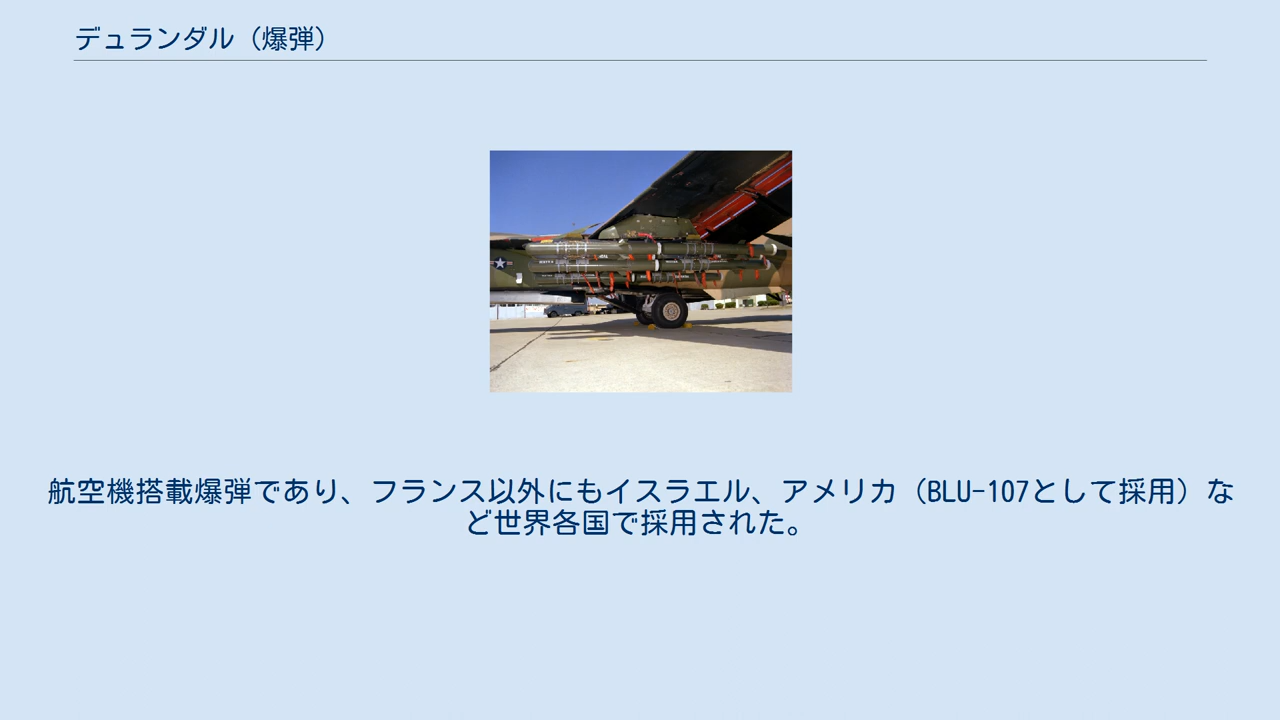 デュランダル（爆弾）
航空機搭載爆弾であり、フランス以外にもイスラエル、アメリカ（BLU-107として採用）な
ど世界各国で採用された。